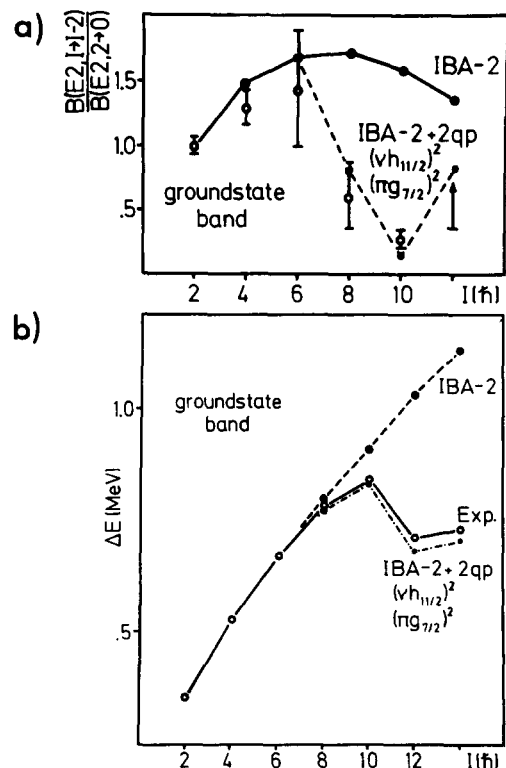 a)
B(E2,I→I-2)
B(E2,2→0)
1.5
1.0
.5
IBA-2
IBA-2+2qp
(νh₁₁/₂)²
(πg₇/₂)²
groundstate
band
2 4 6 8 10 I[ħ]
b)
ΔE [MeV]
1.0
.5
groundstate
band
IBA-2
Exp.
IBA-2+2qp
(νh₁₁/₂)²
(πg₇/₂)²
2 4 6 8 10 12 I[ħ]